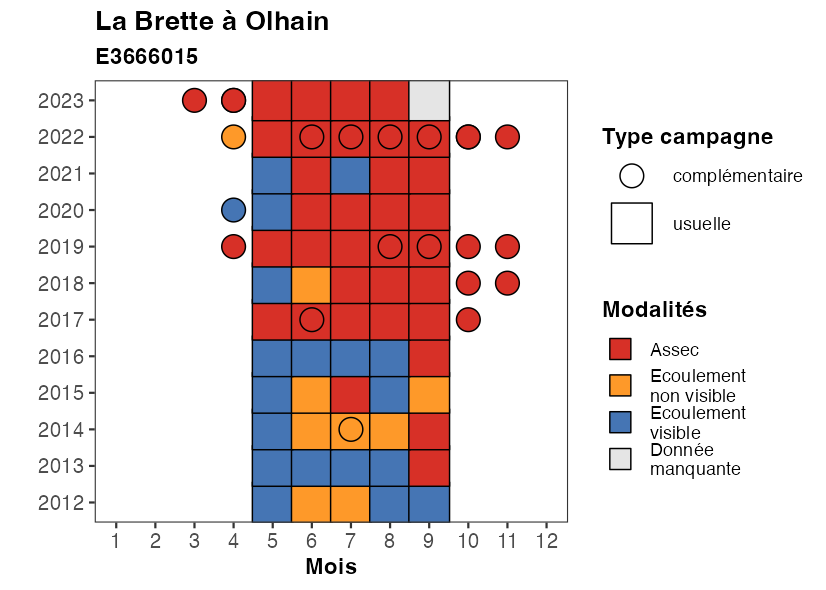 La Brette à Olhain
E3666015
2023
2022
2021
2020
2019
2018
2017
2016
2015
2014
2013
2012
1 2 3 4 5 6 7 8 9 10 11 12
Mois
Type campagne
complémentaire
usuelle
Modalités
Assec
Ecoulement
non visible
Ecoulement
visible
Donnée
manquante